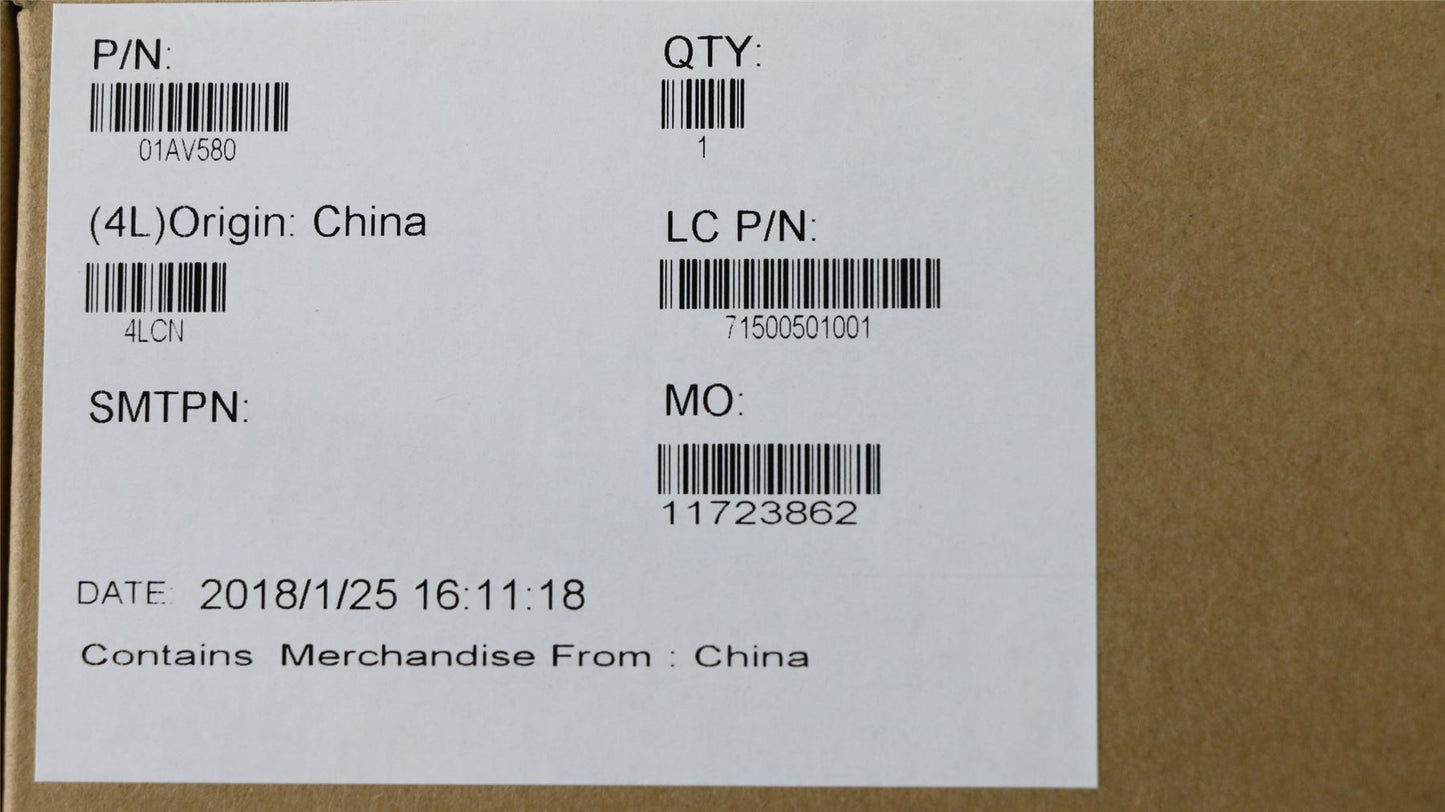 P/N:
01AV580
QTY:
1
(4L)Origin: China
4LCN
LC P/N:
71500501001
SMTPN:
MO:
11723862
DATE: 2018/1/25 16:11:18
Contains Merchandise From : China